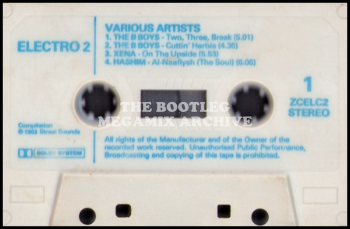 VARIOUS ARTISTS
ELECTRO 2
1. THE B BOYS - Two, Three, Break (5.01)
2. THE B BOYS - Cuttin' Herbie (4.36)
3. XENA - On The Upside (5.53)
4. HASHIM - Al-Naafiysh (The Soul) (6.06)
1
ZCELC2
STEREO
THE BOOTLEG
MEGAMIX ARCHIVE
Compilation
℗ 1983 Street Sounds
DOLBY SYSTEM
All rights of the Manufacturer and of the Owner of the
recorded work reserved. Unauthorised Public Performance,
Broadcasting and copying of this tape is prohibited.